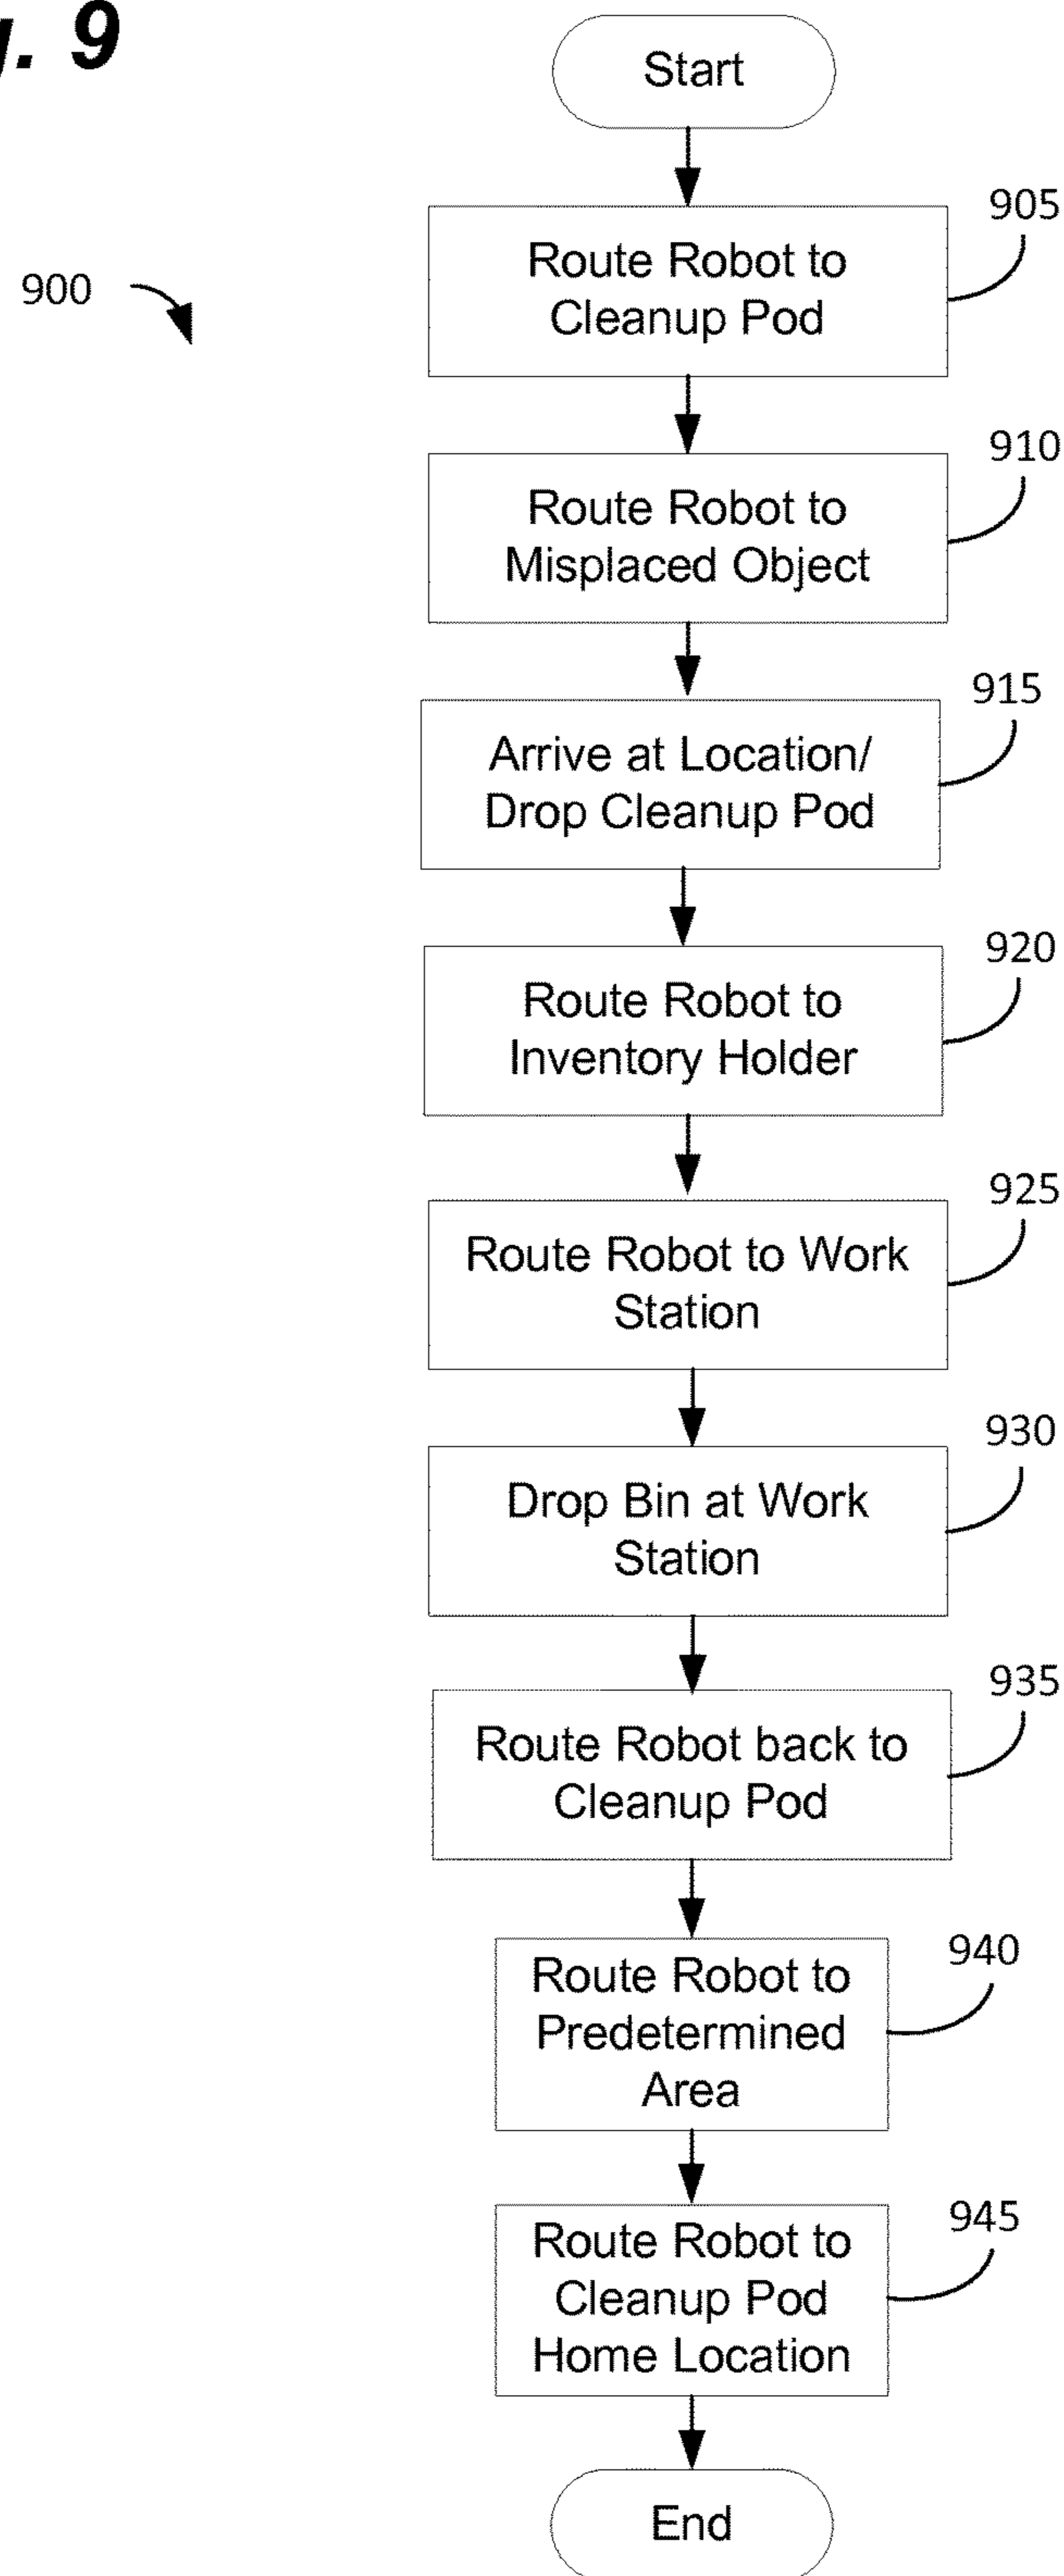 g. 9
Start
905
Route Robot to
Cleanup Pod
900
910
Route Robot to
Misplaced Object
915
Arrive at Location/
Drop Cleanup Pod
920
Route Robot to
Inventory Holder
925
Route Robot to Work
Station
930
Drop Bin at Work
Station
935
Route Robot back to
Cleanup Pod
940
Route Robot to
Predetermined
Area
945
Route Robot to
Cleanup Pod
Home Location
End